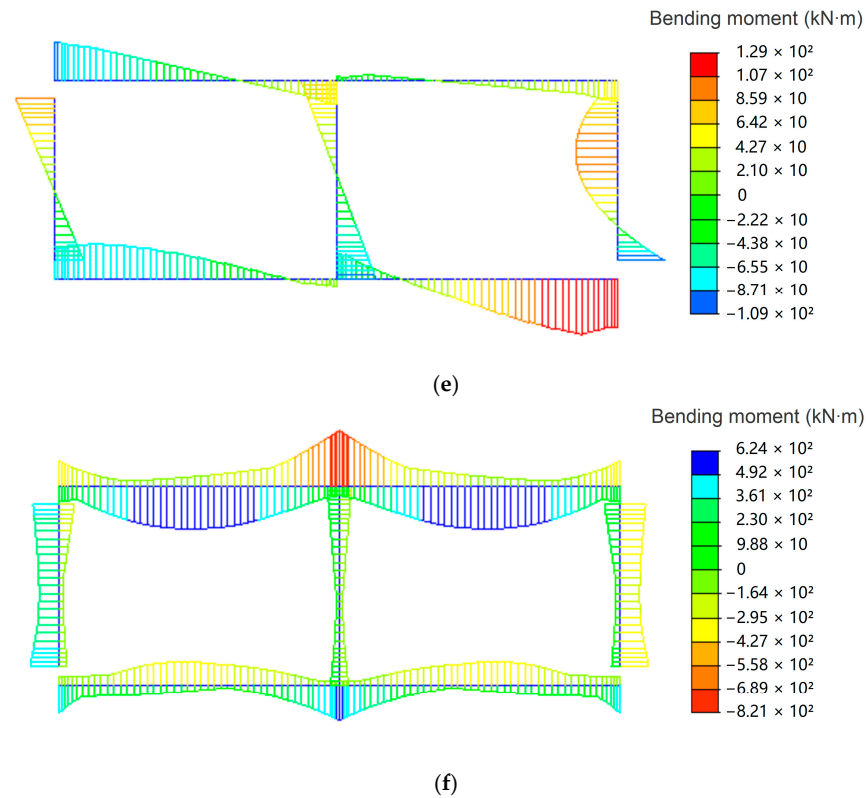 Bending moment (kN·m)
1.29 × 10²
1.07 × 10²
8.59 × 10
6.42 × 10
4.27 × 10
2.10 × 10
0
−2.22 × 10
−4.38 × 10
−6.55 × 10
−8.71 × 10
−1.09 × 10²
(e)
Bending moment (kN·m)
6.24 × 10²
4.92 × 10²
3.61 × 10²
2.30 × 10²
9.88 × 10
0
−1.64 × 10²
−2.95 × 10²
−4.27 × 10²
−5.58 × 10²
−6.89 × 10²
−8.21 × 10²
(f)